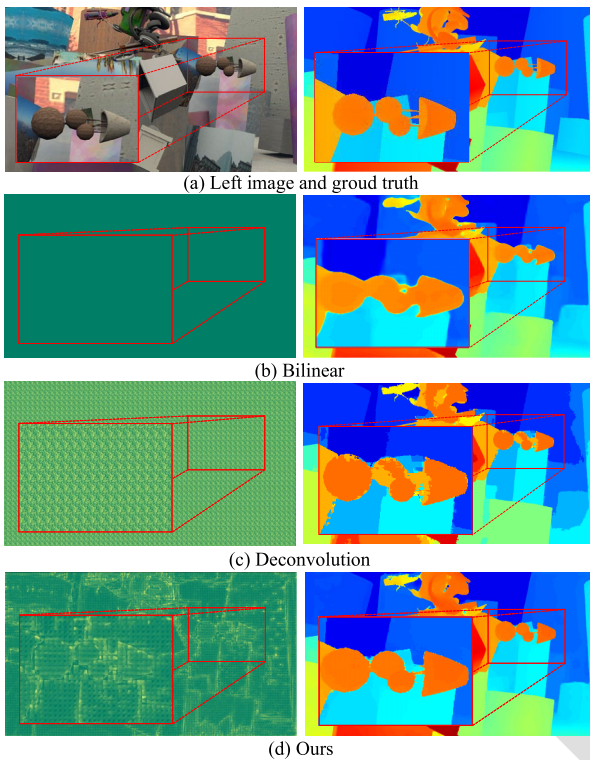 (a) Left image and groud truth
(b) Bilinear
(c) Deconvolution
(d) Ours